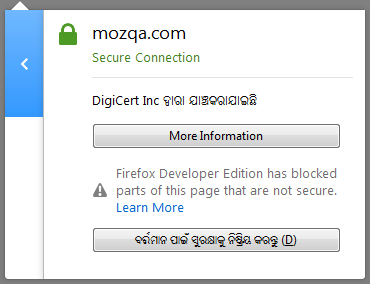 mozqa.com
Secure Connection
DigiCert Inc ଦ୍ୱାରା ଯାଞ୍ଚକରାଯାଇଛି
More Information
Firefox Developer Edition has blocked
parts of this page that are not secure.
Learn More
ବର୍ତ୍ତମାନ ପାଇଁ ସୁରକ୍ଷାକୁ ନିଷ୍କ୍ରିୟ କରନ୍ତୁ (D)